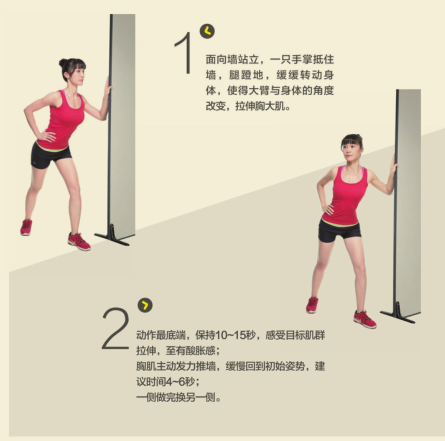 1
面向墙站立，一只手掌抵住
墙，腿蹬地，缓缓转动身
体，使得大臂与身体的角度
改变，拉伸胸大肌。
2
动作最底端，保持10~15秒，感受目标肌群
拉伸，至有酸胀感；
胸肌主动发力推墙，缓慢回到初始姿势，建
议时间4~6秒；
一侧做完换另一侧。